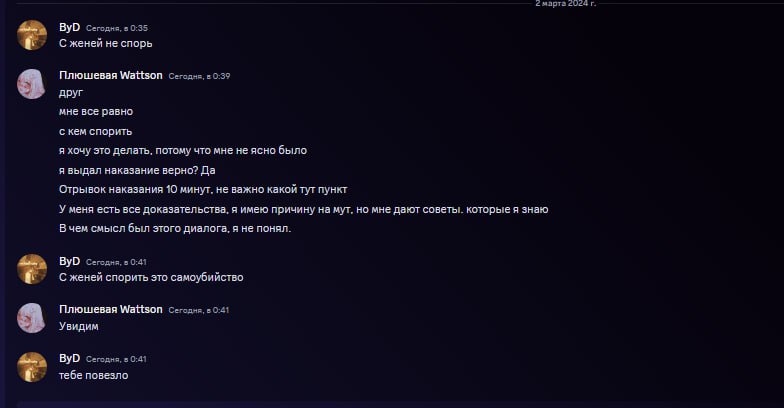 2 марта 2024 г.
ByD Сегодня, в 0:35
С женей не спорь
Плюшевая Wattson Сегодня, в 0:39
друг
мне все равно
с кем спорить
я хочу это делать, потому что мне не ясно было
я выдал наказание верно? Да
Отрывок наказания 10 минут, не важно какой тут пункт
У меня есть все доказательства, я имею причину на мут, но мне дают советы. которые я знаю
В чем смысл был этого диалога, я не понял.
ByD Сегодня, в 0:41
С женей спорить это самоубийство
Плюшевая Wattson Сегодня, в 0:41
Увидим
ByD Сегодня, в 0:41
тебе повезло